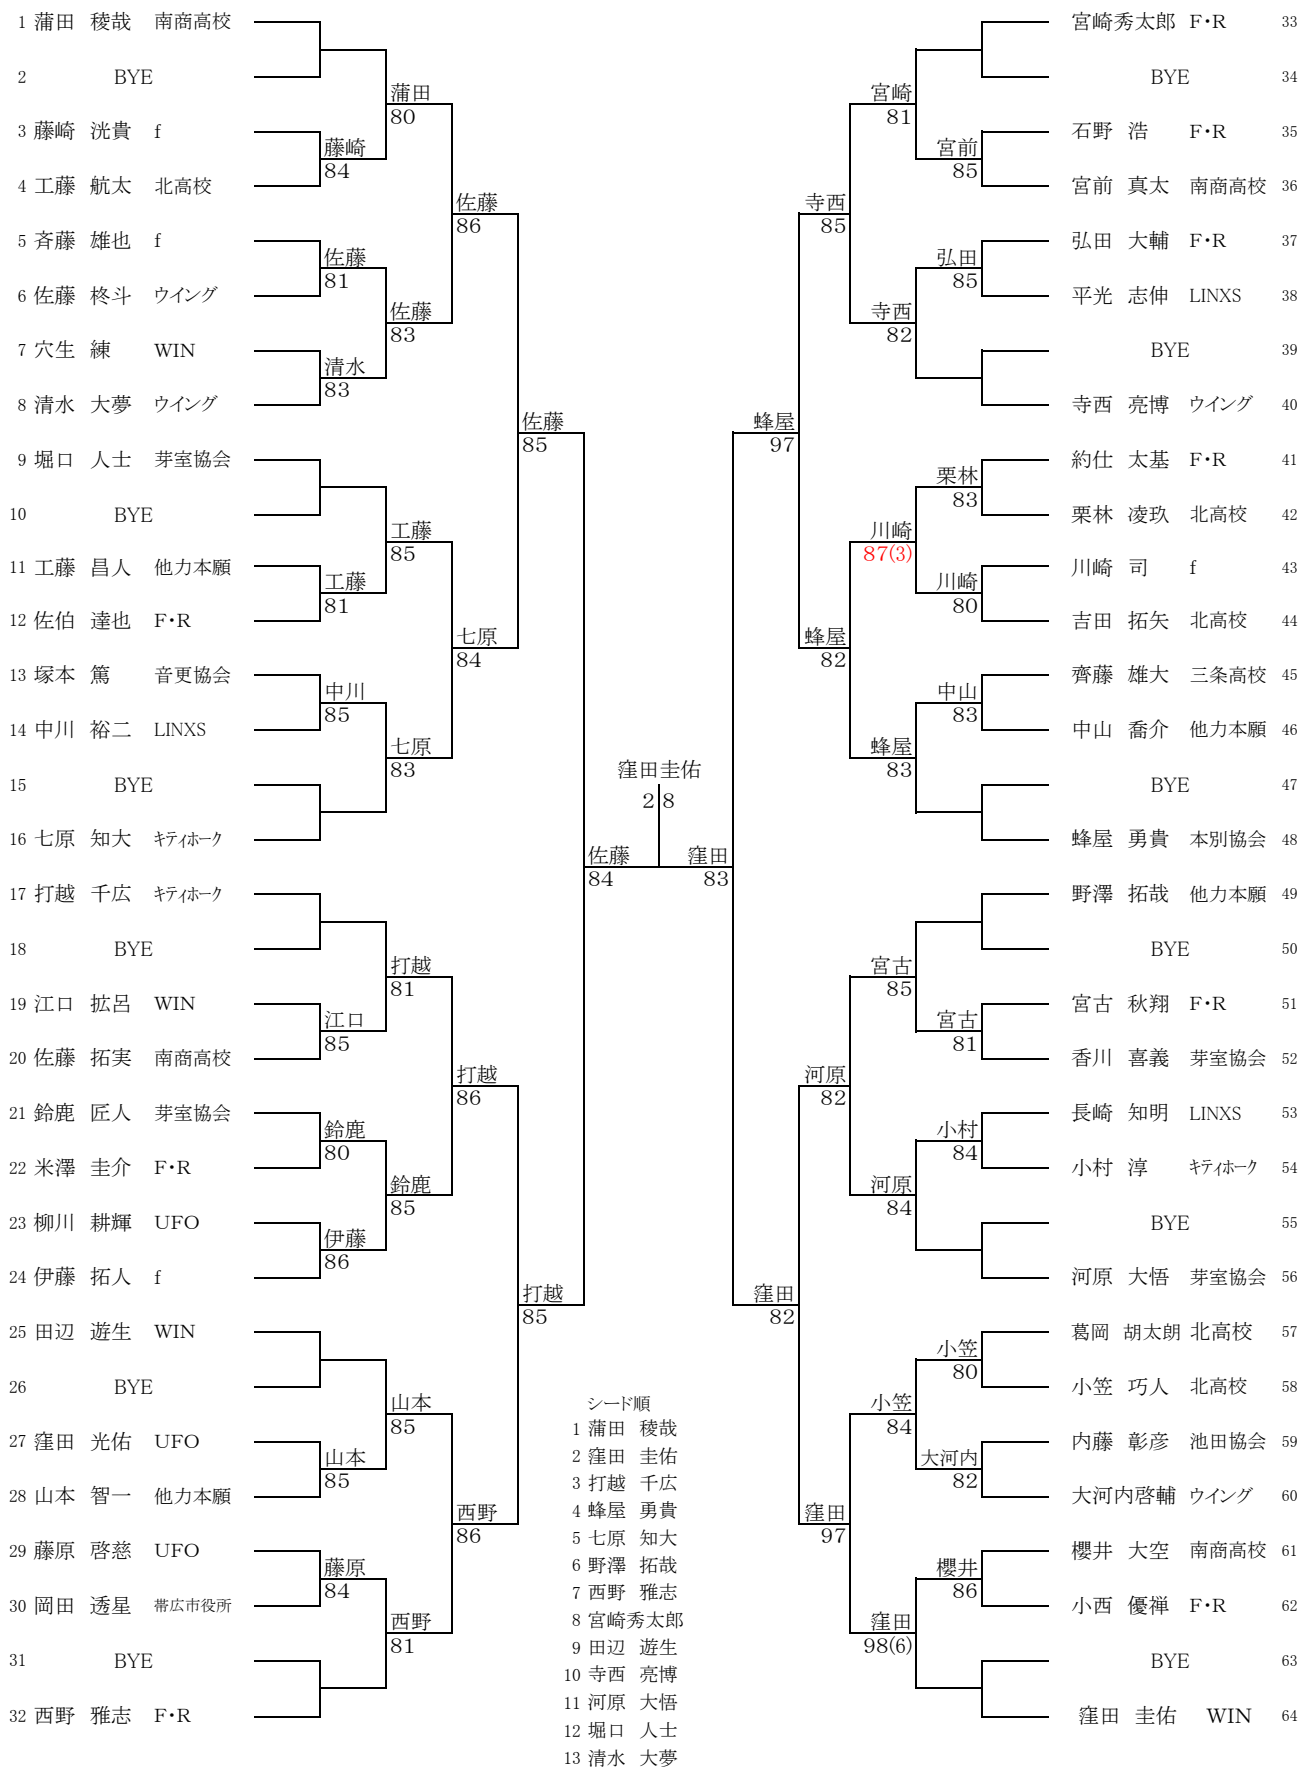 1 蒲田 稜哉 南商高校
2 BYE
蒲田
80
3 藤崎 洸貴 f
藤崎
84
4 工藤 航太 北高校
佐藤
86
5 斉藤 雄也 f
佐藤
81
6 佐藤 柊斗 ウイング
佐藤
83
7 穴生 練 WIN
清水
83
8 清水 大夢 ウイング
佐藤
85
9 堀口 人士 芽室協会
10 BYE
工藤
85
11 工藤 昌人 他力本願
工藤
81
12 佐伯 達也 F・R
七原
84
13 塚本 篤 音更協会
中川
85
14 中川 裕二 LINXS
七原
83
15 BYE
16 七原 知大 キティホーク
佐藤
84
17 打越 千広 キティホーク
18 BYE
打越
81
19 江口 拡呂 WIN
江口
85
20 佐藤 拓実 南商高校
打越
86
21 鈴鹿 匠人 芽室協会
鈴鹿
80
22 米澤 圭介 F・R
鈴鹿
85
23 柳川 耕輝 UFO
伊藤
86
24 伊藤 拓人 f
打越
85
25 田辺 遊生 WIN
26 BYE
山本
85
27 窪田 光佑 UFO
山本
85
28 山本 智一 他力本願
西野
86
29 藤原 啓慈 UFO
藤原
84
30 岡田 透星 帯広市役所
西野
81
31 BYE
32 西野 雅志 F・R
窪田圭佑
2 8
シード順
1 蒲田 稜哉
2 窪田 圭佑
3 打越 千広
4 蜂屋 勇貴
5 七原 知大
6 野澤 拓哉
7 西野 雅志
8 宮崎秀太郎
9 田辺 遊生
10 寺西 亮博
11 河原 大悟
12 堀口 人士
13 清水 大夢
宮崎秀太郎 F・R 33
BYE 34
宮崎
81
石野 浩 F・R 35
宮前
85
宮前 真太 南商高校 36
寺西
85
弘田 大輔 F・R 37
弘田
85
平光 志伸 LINXS 38
寺西
82
BYE 39
寺西 亮博 ウイング 40
蜂屋
97
約仕 太基 F・R 41
栗林
83
栗林 凌玖 北高校 42
川崎
87(3)
川崎 司 f 43
川崎
80
吉田 拓矢 北高校 44
蜂屋
82
齊藤 雄大 三条高校 45
中山
83
中山 喬介 他力本願 46
蜂屋
83
BYE 47
蜂屋 勇貴 本別協会 48
窪田
83
野澤 拓哉 他力本願 49
BYE 50
宮古
85
宮古 秋翔 F・R 51
宮古
81
香川 喜義 芽室協会 52
河原
82
長崎 知明 LINXS 53
小村
84
小村 淳 キティホーク 54
河原
84
BYE 55
河原 大悟 芽室協会 56
窪田
82
葛岡 胡太朗 北高校 57
小笠
80
小笠 巧人 北高校 58
小笠
84
内藤 彰彦 池田協会 59
大河内
82
大河内啓輔 ウイング 60
窪田
97
櫻井 大空 南商高校 61
櫻井
86
小西 優禅 F・R 62
窪田
98(6)
BYE 63
窪田 圭佑 WIN 64